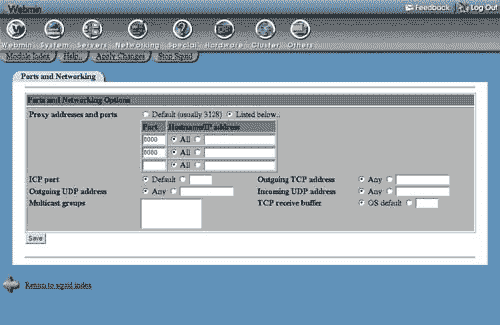 Webmin
Feedback
Log Out
Webmin System Servers Networking Special Hardware Cluster Others
Module Index Help.. Apply Changes Stop Squid
Ports and Networking
Ports and Networking Options
Proxy addresses and ports Default (usually 3128) Listed below..
Port Hostname/IP address
8000 All
8080 All
All
ICP port Default Outgoing TCP address Any
Outgoing UDP address Any Incoming UDP address Any
Multicast groups TCP receive buffer OS default
Save
Return to squid index